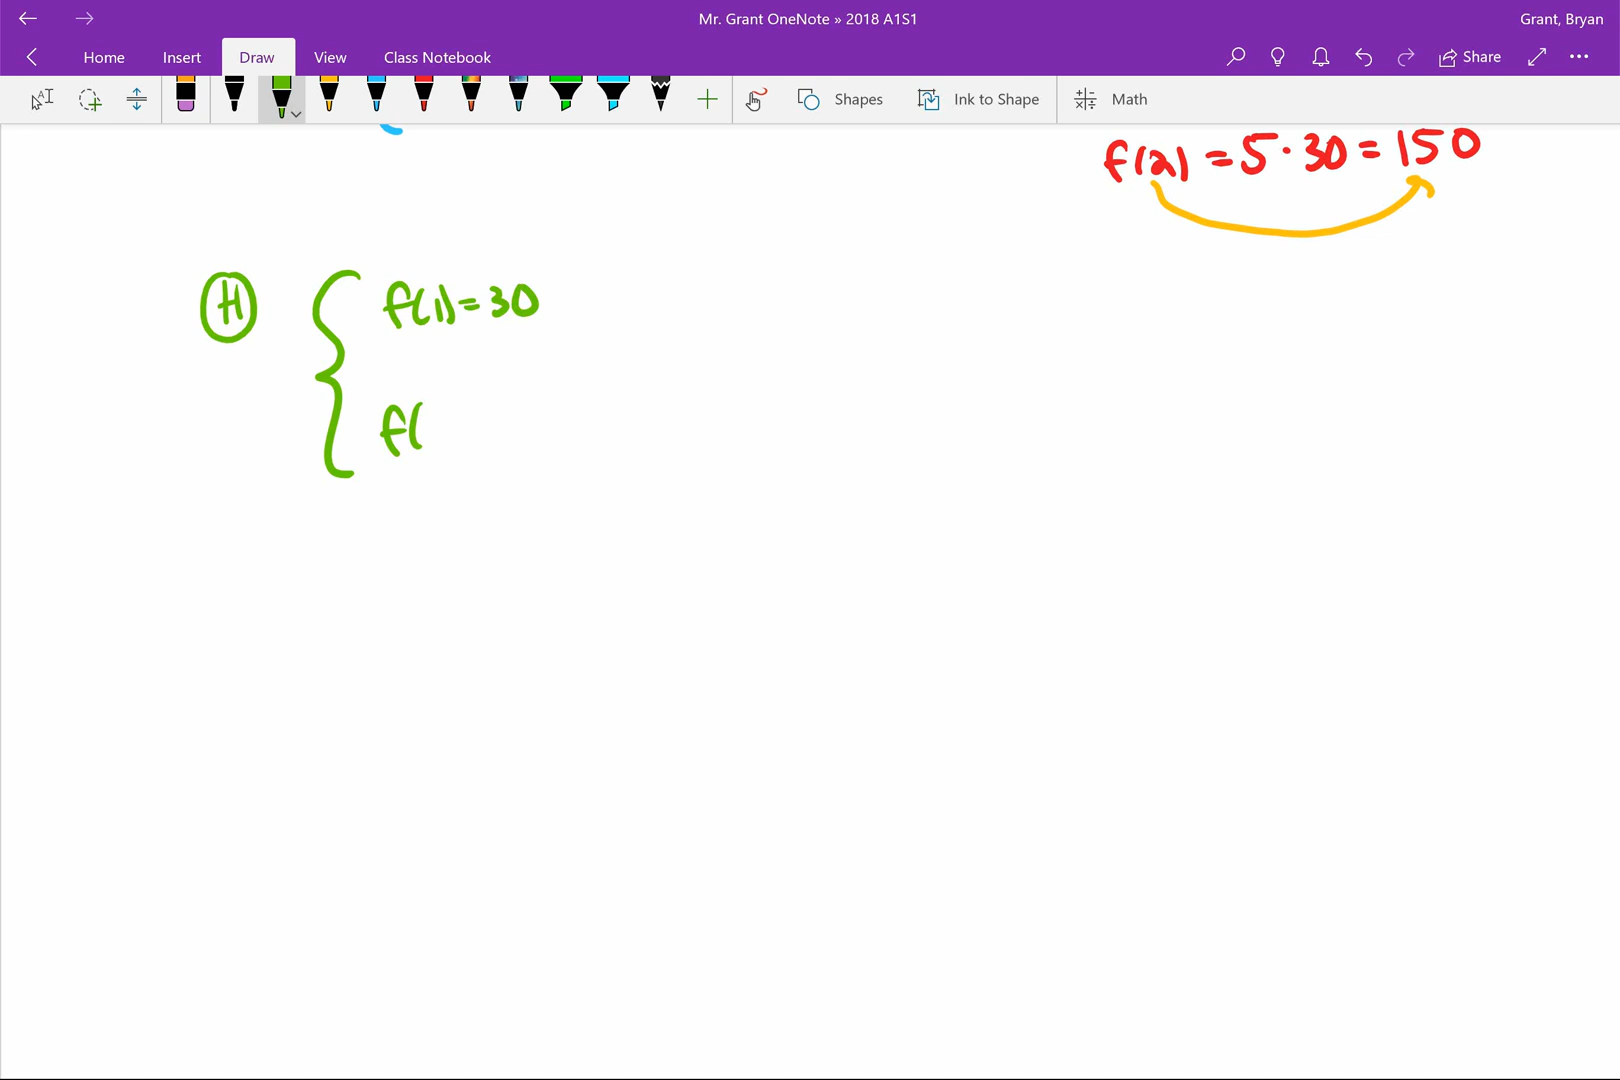 Mr. Grant OneNote » 2018 A1S1
Grant, Bryan
Home Insert Draw View Class Notebook
Share
Shapes Ink to Shape Math
f(2) = 5 · 30 = 150
H
f(1) = 30
f(